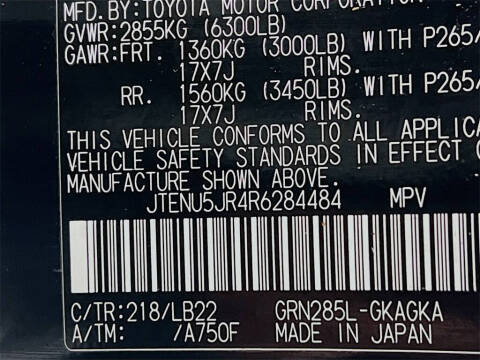 MFD.BY:TOYOTA MOTOR CORPORATION
GVWR:2855KG (6300LB)
GAWR:FRT. 1360KG (3000LB) WITH P265/
17X7J RIMS.
RR. 1560KG (3450LB) WITH P265/
17X7J RIMS.
THIS VEHICLE CONFORMS TO ALL APPLICA
VEHICLE SAFETY STANDARDS IN EFFECT
MANUFACTURE SHOWN ABOVE.
JTENU5JR4R6284484 MPV
C/TR:218/LB22 GRN285L-GKAGKA
A/TM: /A750F MADE IN JAPAN